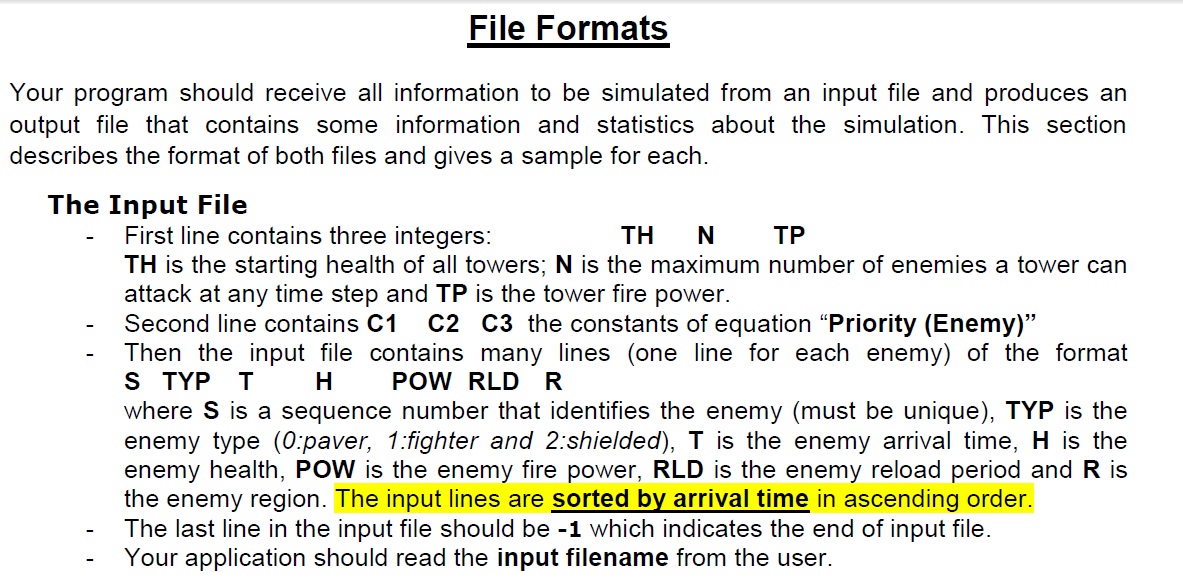 File Formats
Your program should receive all information to be simulated from an input file and produces an
output file that contains some information and statistics about the simulation. This section
describes the format of both files and gives a sample for each.
The Input File
- First line contains three integers: TH N TP
TH is the starting health of all towers; N is the maximum number of enemies a tower can
attack at any time step and TP is the tower fire power.
- Second line contains C1 C2 C3 the constants of equation “Priority (Enemy)”
- Then the input file contains many lines (one line for each enemy) of the format
S TYP T H POW RLD R
where S is a sequence number that identifies the enemy (must be unique), TYP is the
enemy type (0:paver, 1:fighter and 2:shielded), T is the enemy arrival time, H is the
enemy health, POW is the enemy fire power, RLD is the enemy reload period and R is
the enemy region. The input lines are sorted by arrival time in ascending order.
- The last line in the input file should be -1 which indicates the end of input file.
- Your application should read the input filename from the user.